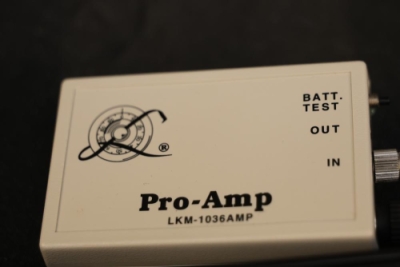 BATT.
TEST
OUT
IN
®
Pro-Amp
LKM-1036AMP